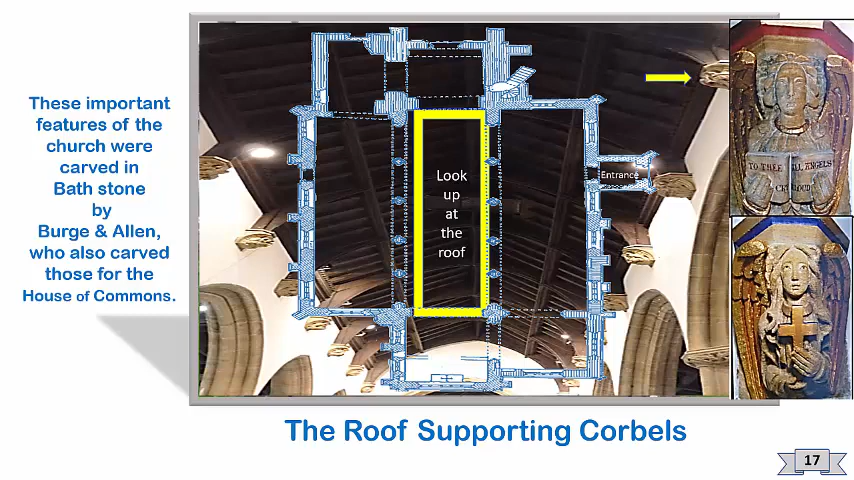 These important
features of the
church were
carved in
Bath stone
by
Burge & Allen,
who also carved
those for the
House of Commons.
Look
up
at
the
roof
Entrance
TO THEE ALL ANGELS
CRY ALOUD
The Roof Supporting Corbels
17